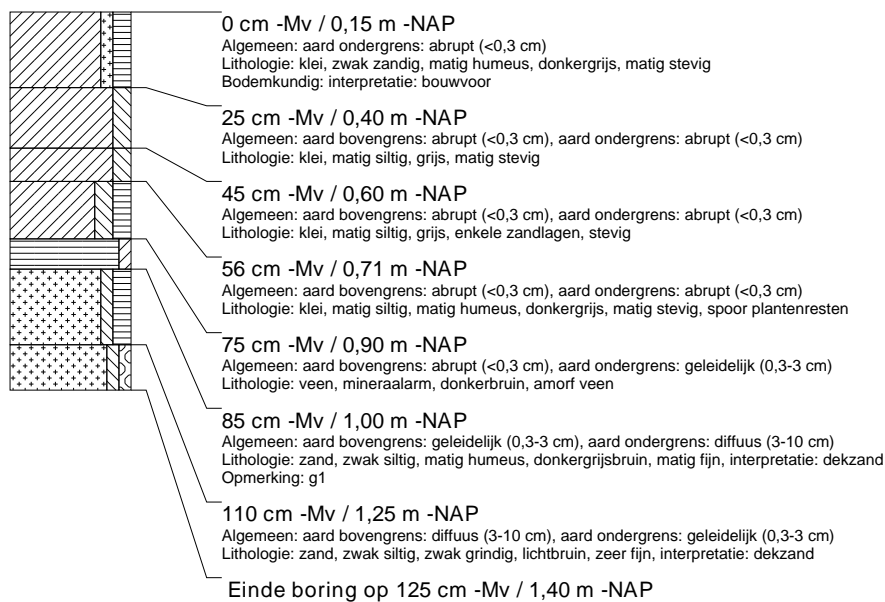 0 cm -Mv / 0,15 m -NAP
Algemeen: aard ondergrens: abrupt (<0,3 cm)
Lithologie: klei, zwak zandig, matig humeus, donkergrijs, matig stevig
Bodemkundig: interpretatie: bouwvoor
25 cm -Mv / 0,40 m -NAP
Algemeen: aard bovengrens: abrupt (<0,3 cm), aard ondergrens: abrupt (<0,3 cm)
Lithologie: klei, matig siltig, grijs, matig stevig
45 cm -Mv / 0,60 m -NAP
Algemeen: aard bovengrens: abrupt (<0,3 cm), aard ondergrens: abrupt (<0,3 cm)
Lithologie: klei, matig siltig, grijs, enkele zandlagen, stevig
56 cm -Mv / 0,71 m -NAP
Algemeen: aard bovengrens: abrupt (<0,3 cm), aard ondergrens: abrupt (<0,3 cm)
Lithologie: klei, matig siltig, matig humeus, donkergrijs, matig stevig, spoor plantenresten
75 cm -Mv / 0,90 m -NAP
Algemeen: aard bovengrens: abrupt (<0,3 cm), aard ondergrens: geleidelijk (0,3-3 cm)
Lithologie: veen, mineraalarm, donkerbruin, amorf veen
85 cm -Mv / 1,00 m -NAP
Algemeen: aard bovengrens: geleidelijk (0,3-3 cm), aard ondergrens: diffuus (3-10 cm)
Lithologie: zand, zwak siltig, matig humeus, donkergrijsbruin, matig fijn, interpretatie: dekzand
Opmerking: g1
110 cm -Mv / 1,25 m -NAP
Algemeen: aard bovengrens: diffuus (3-10 cm), aard ondergrens: geleidelijk (0,3-3 cm)
Lithologie: zand, zwak siltig, zwak grindig, lichtbruin, zeer fijn, interpretatie: dekzand
Einde boring op 125 cm -Mv / 1,40 m -NAP